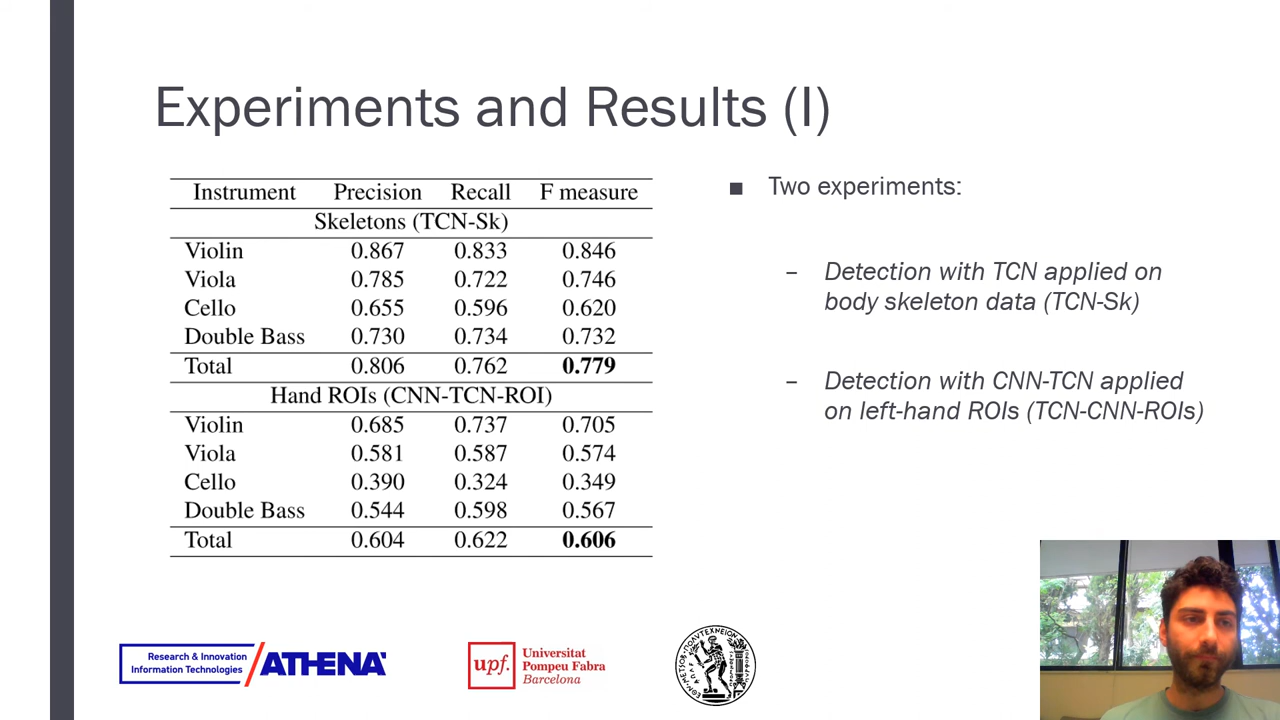 Experiments and Results (I)
Instrument Precision Recall F measure
Skeletons (TCN-Sk)
Violin 0.867 0.833 0.846
Viola 0.785 0.722 0.746
Cello 0.655 0.596 0.620
Double Bass 0.730 0.734 0.732
Total 0.806 0.762 0.779
Hand ROIs (CNN-TCN-ROI)
Violin 0.685 0.737 0.705
Viola 0.581 0.587 0.574
Cello 0.390 0.324 0.349
Double Bass 0.544 0.598 0.567
Total 0.604 0.622 0.606
■ Two experiments:
– Detection with TCN applied on
body skeleton data (TCN-Sk)
– Detection with CNN-TCN applied
on left-hand ROIs (TCN-CNN-ROIs)
Research & Innovation
Information Technologies
ATHENA
upf.
Universitat
Pompeu Fabra
Barcelona